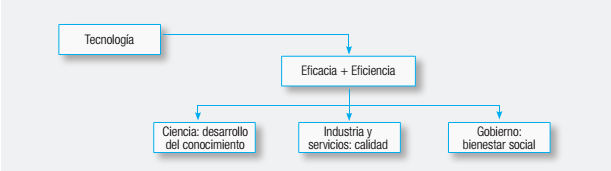 Tecnología
Eficacia + Eficiencia
Ciencia: desarrollo
del conocimiento
Industria y
servicios: calidad
Gobierno:
bienestar social